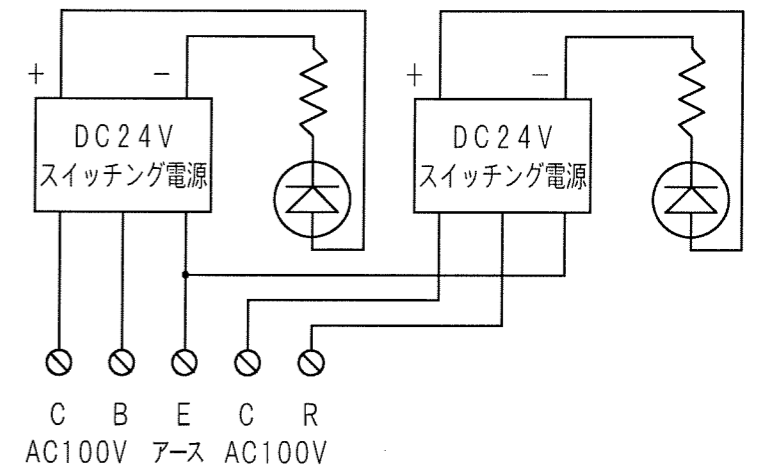 + − + −
DC24V DC24V
スイッチング電源 スイッチング電源
C B E C R
AC100V アース AC100V